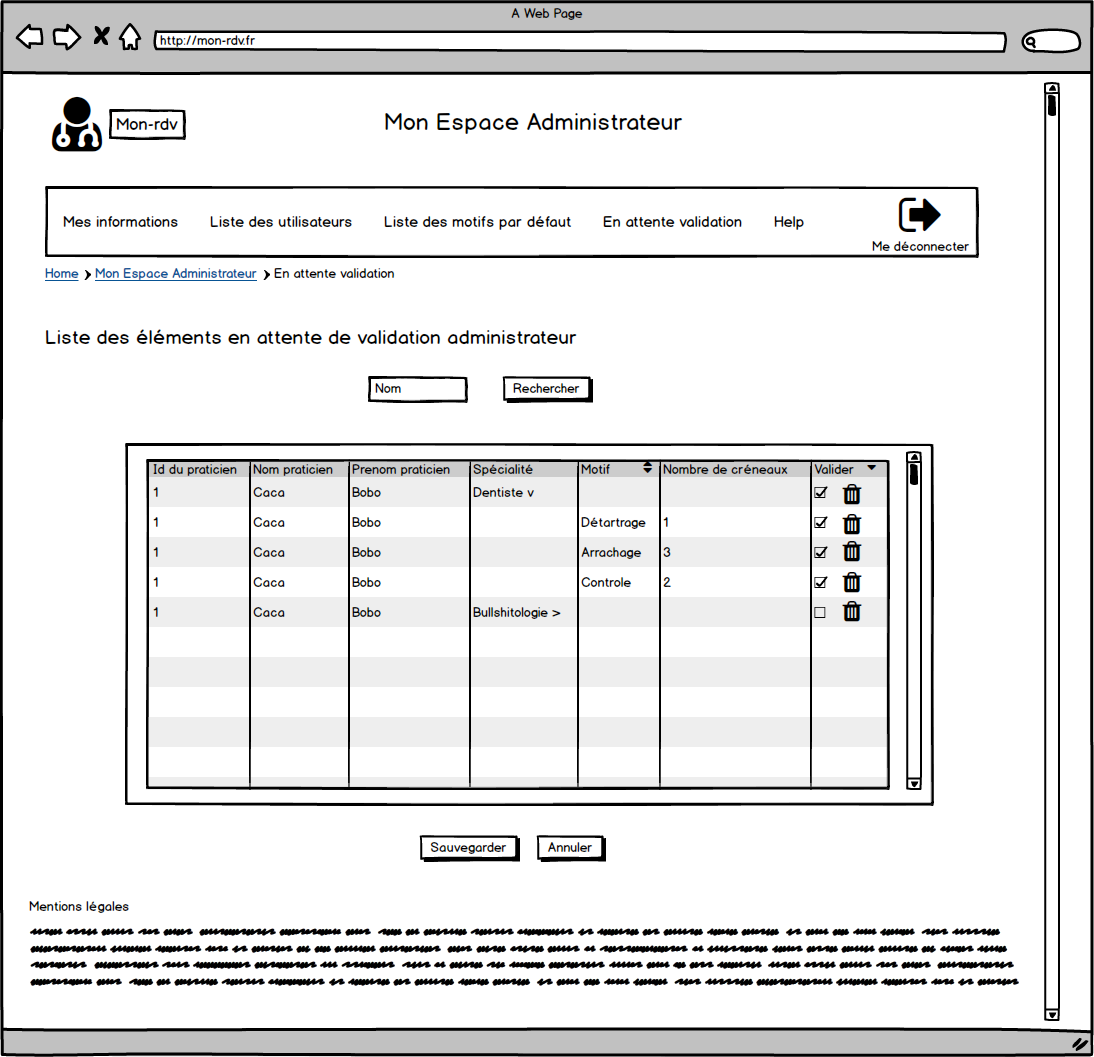 A Web Page
http://mon-rdv.fr
Mon-rdv
Mon Espace Administrateur
Mes informations Liste des utilisateurs Liste des motifs par défaut En attente validation Help
Me déconnecter
Home > Mon Espace Administrateur > En attente validation
Liste des éléments en attente de validation administrateur
Nom Rechercher
Id du praticien Nom praticien Prenom praticien Spécialité Motif Nombre de créneaux Valider
1 Caca Bobo Dentiste v
1 Caca Bobo Détartrage 1
1 Caca Bobo Arrachage 3
1 Caca Bobo Controle 2
1 Caca Bobo Bullshitologie >
Sauvegarder Annuler
Mentions légales